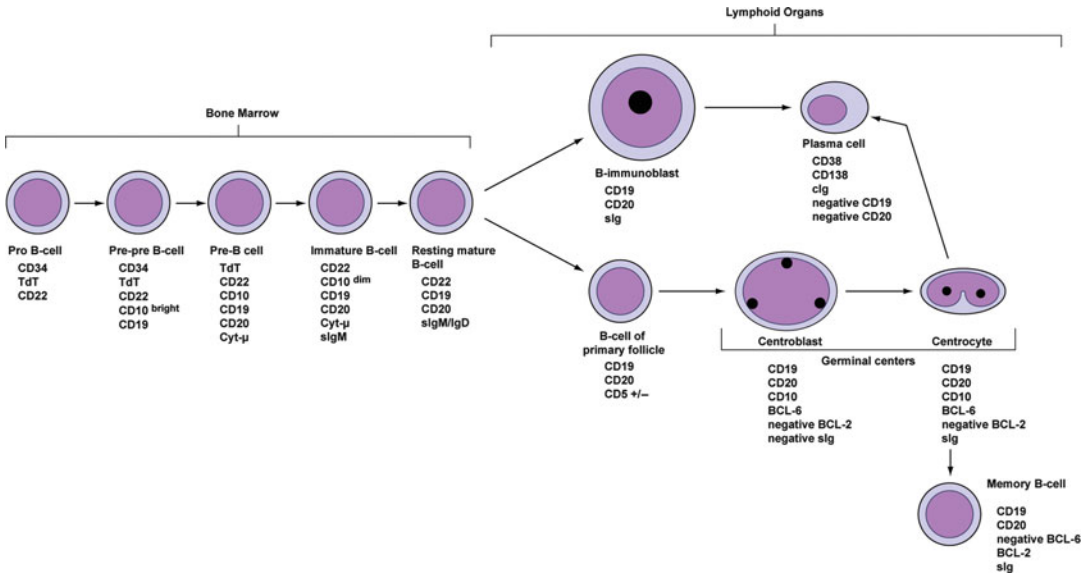 Lymphoid Organs
Bone Marrow
Pro B-cell
CD34
TdT
CD22
Pre-pre B-cell
CD34
TdT
CD22
CD10 bright
CD19
Pre-B cell
TdT
CD22
CD10
CD19
CD20
Cyt-μ
Immature B-cell
CD22
CD10 dim
CD19
CD20
Cyt-μ
sIgM
Resting mature
B-cell
CD22
CD19
CD20
sIgM/IgD
B-immunoblast
CD19
CD20
sIg
Plasma cell
CD38
CD138
cIg
negative CD19
negative CD20
B-cell of
primary follicle
CD19
CD20
CD5 +/−
Centroblast
Centrocyte
Germinal centers
CD19
CD20
CD10
BCL-6
negative BCL-2
negative sIg
CD19
CD20
CD10
BCL-6
negative BCL-2
sIg
Memory B-cell
CD19
CD20
negative BCL-6
BCL-2
sIg